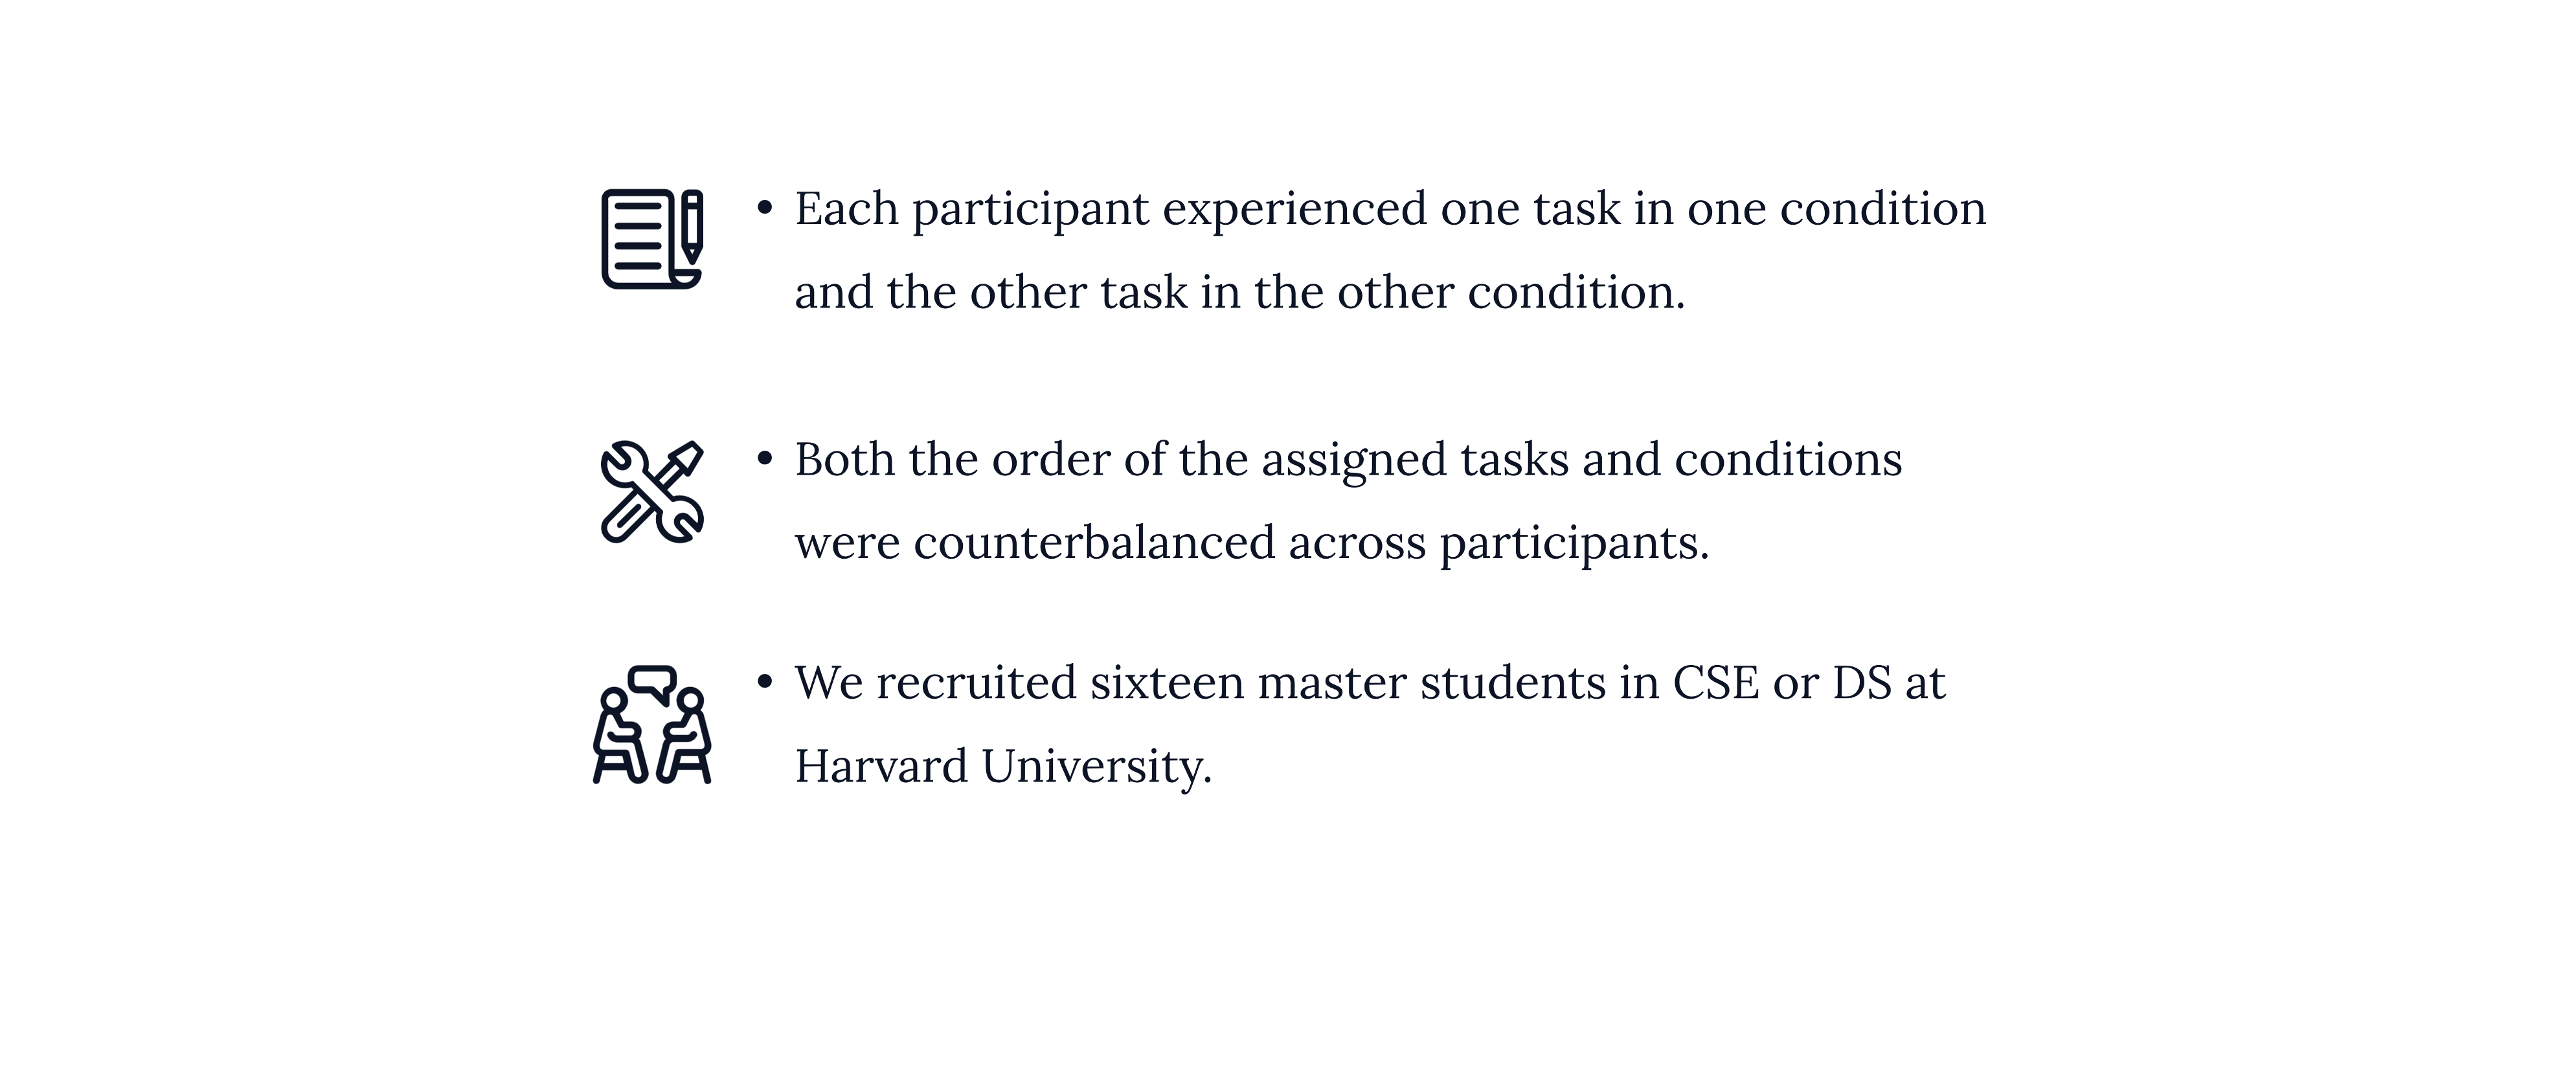 • Each participant experienced one task in one condition
and the other task in the other condition.
• Both the order of the assigned tasks and conditions
were counterbalanced across participants.
• We recruited sixteen master students in CSE or DS at
Harvard University.